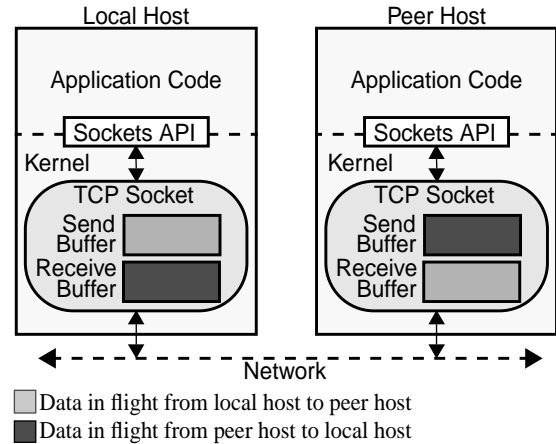 Local Host
Peer Host
Application Code
Application Code
Sockets API
Sockets API
Kernel
Kernel
TCP Socket
TCP Socket
Send
Buffer
Send
Buffer
Receive
Buffer
Receive
Buffer
Network
Data in flight from local host to peer host
Data in flight from peer host to local host